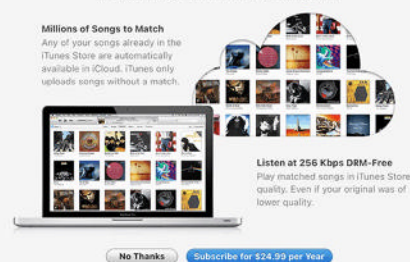 Millions of Songs to Match
Any of your songs already in the
iTunes Store are automatically
available in iCloud. iTunes only
uploads songs without a match.
Listen at 256 Kbps DRM-Free
Play matched songs in iTunes Store
quality. Even if your original was of
lower quality.
No Thanks
Subscribe for $24.99 per Year